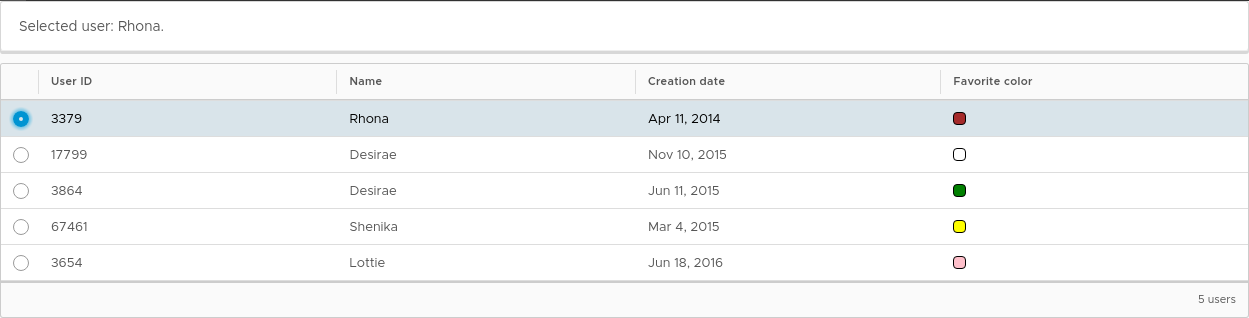 Selected user: Rhona.
User ID Name Creation date Favorite color
3379 Rhona Apr 11, 2014
17799 Desirae Nov 10, 2015
3864 Desirae Jun 11, 2015
67461 Shenika Mar 4, 2015
3654 Lottie Jun 18, 2016
5 users